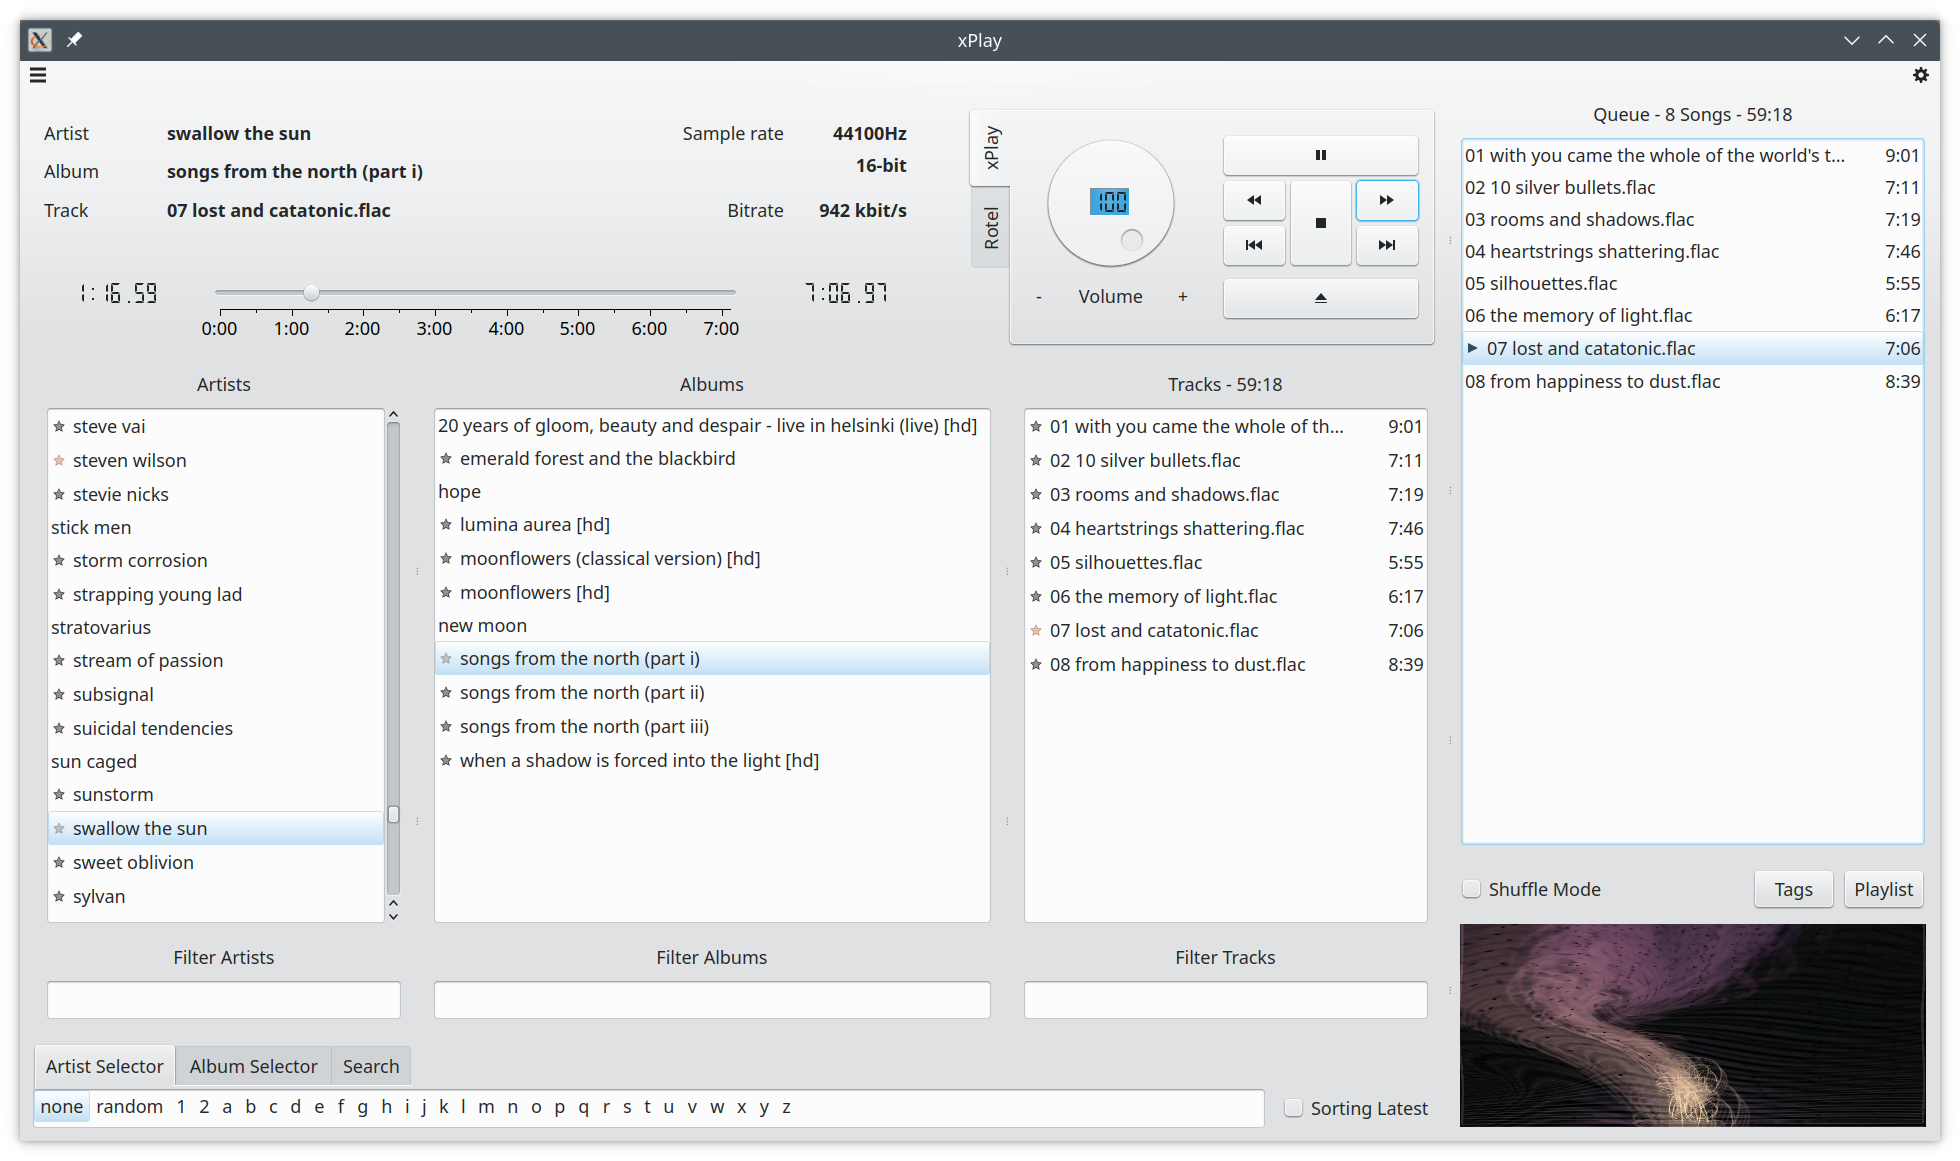 xPlay
Artist swallow the sun
Album songs from the north (part i)
Track 07 lost and catatonic.flac
Sample rate 44100Hz
16-bit
Bitrate 942 kbit/s
1:16.59
0:00 1:00 2:00 3:00 4:00 5:00 6:00 7:00
7:06.97
xPlay
Rotel
100
- Volume +
Queue - 8 Songs - 59:18
01 with you came the whole of the world's t... 9:01
02 10 silver bullets.flac 7:11
03 rooms and shadows.flac 7:19
04 heartstrings shattering.flac 7:46
05 silhouettes.flac 5:55
06 the memory of light.flac 6:17
07 lost and catatonic.flac 7:06
08 from happiness to dust.flac 8:39
Artists
steve vai
steven wilson
stevie nicks
stick men
storm corrosion
strapping young lad
stratovarius
stream of passion
subsignal
suicidal tendencies
sun caged
sunstorm
swallow the sun
sweet oblivion
sylvan
Albums
20 years of gloom, beauty and despair - live in helsinki (live) [hd]
emerald forest and the blackbird
hope
lumina aurea [hd]
moonflowers (classical version) [hd]
moonflowers [hd]
new moon
songs from the north (part i)
songs from the north (part ii)
songs from the north (part iii)
when a shadow is forced into the light [hd]
Tracks - 59:18
01 with you came the whole of th... 9:01
02 10 silver bullets.flac 7:11
03 rooms and shadows.flac 7:19
04 heartstrings shattering.flac 7:46
05 silhouettes.flac 5:55
06 the memory of light.flac 6:17
07 lost and catatonic.flac 7:06
08 from happiness to dust.flac 8:39
Shuffle Mode Tags Playlist
Filter Artists
Filter Albums
Filter Tracks
Artist Selector Album Selector Search
none random 1 2 a b c d e f g h i j k l m n o p q r s t u v w x y z
Sorting Latest